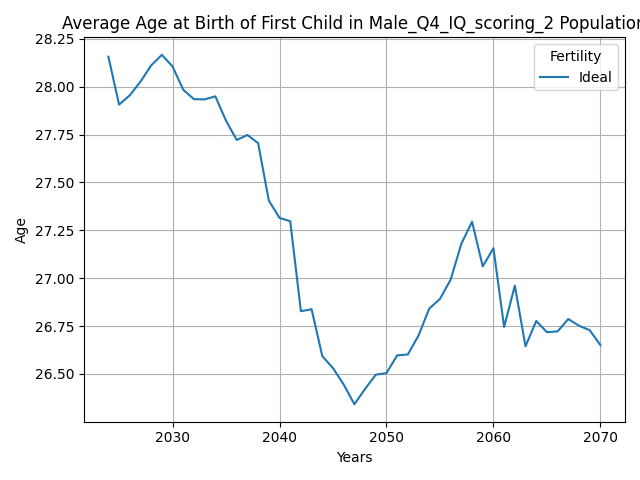 Average Age at Birth of First Child in Male_Q4_IQ_scoring_2 Population
28.25
28.00
27.75
27.50
27.25
27.00
26.75
26.50
Age
Fertility
Ideal
2030 2040 2050 2060 2070
Years